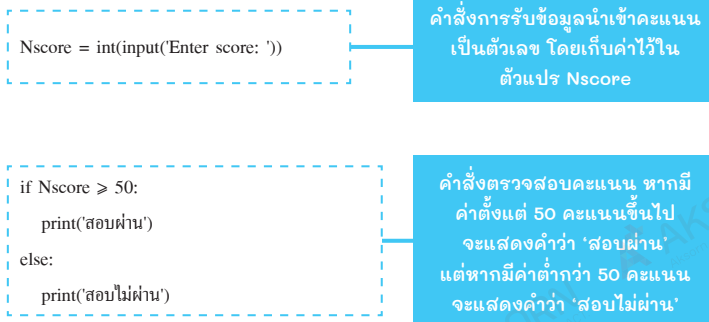 Nscore = int(input('Enter score: '))
คำสั่งการรับข้อมูลนำเข้าคะแนน
เป็นตัวเลข โดยเก็บค่าไว้ใน
ตัวแปร Nscore
if Nscore ⩾ 50:
print('สอบผ่าน')
else:
print('สอบไม่ผ่าน')
คำสั่งตรวจสอบคะแนน หากมี
ค่าตั้งแต่ 50 คะแนนขึ้นไป
จะแสดงคำว่า ‘สอบผ่าน’
แต่หากมีค่าต่ำกว่า 50 คะแนน
จะแสดงคำว่า ‘สอบไม่ผ่าน’